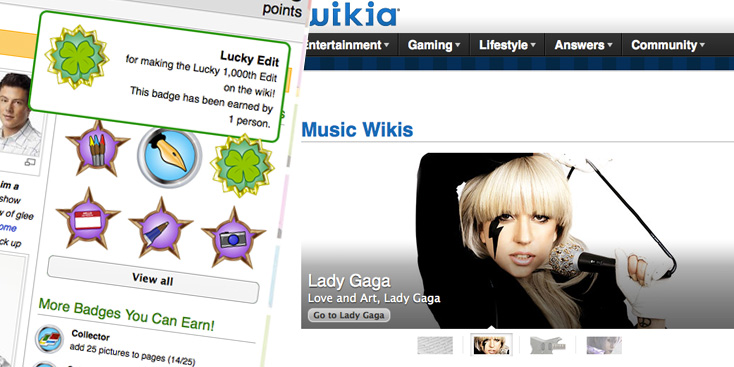 points
Lucky Edit
for making the Lucky 1,000th Edit
on the wiki!
This badge has been earned by
1 person.
im a
show
w of glee
ome
ck up
View all
More Badges You Can Earn!
Collector
add 25 pictures to pages (14/25)
wikia
Entertainment
Gaming
Lifestyle
Answers
Community
Music Wikis
Lady Gaga
Love and Art, Lady Gaga
Go to Lady Gaga